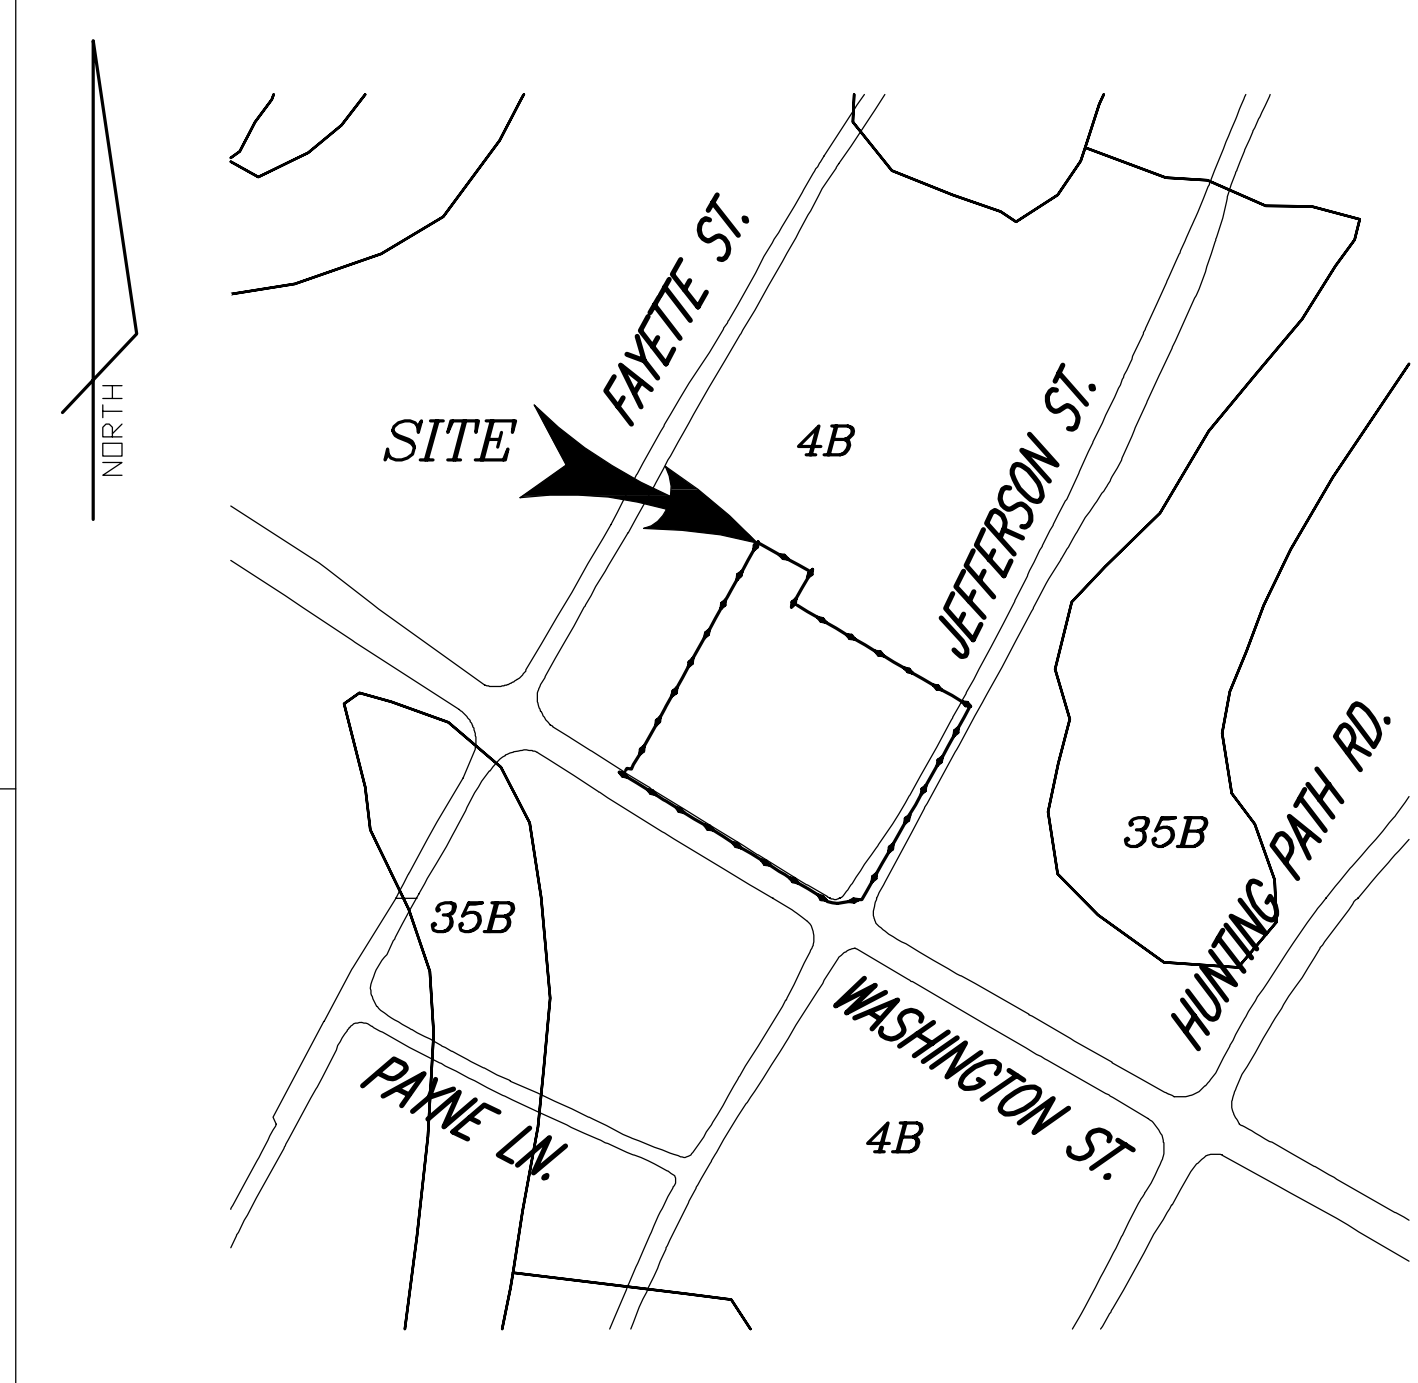 NORTH
FAYETTE ST.
SITE
4B
JEFFERSON ST.
HUNTING PATH RD.
35B
35B
WASHINGTON ST.
PAYNE LN.
4B